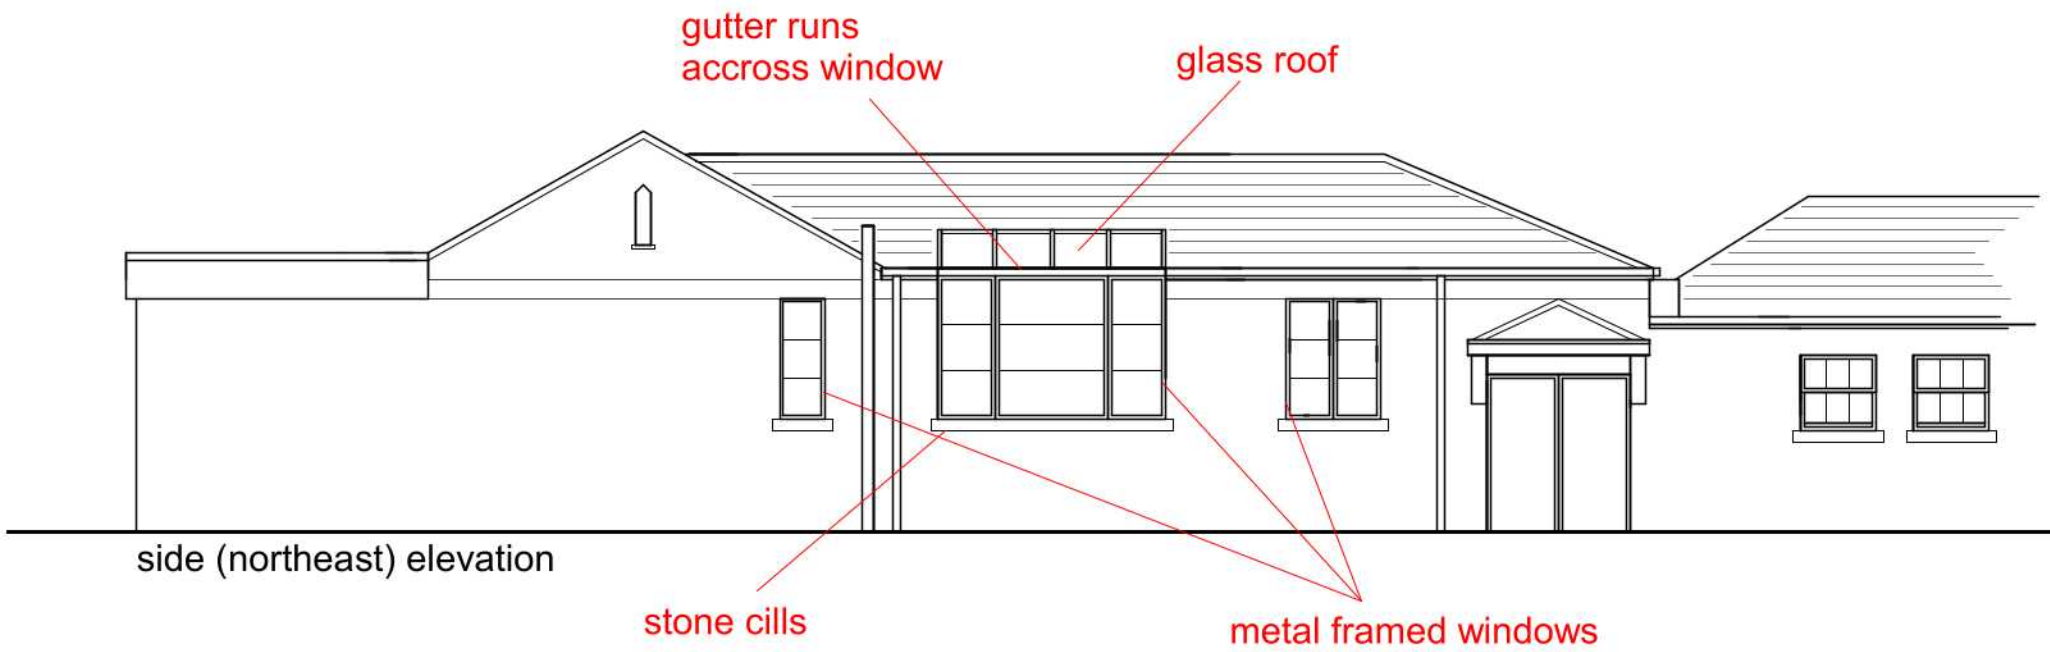 gutter runs
accross window
glass roof
side (northeast) elevation
stone cills
metal framed windows